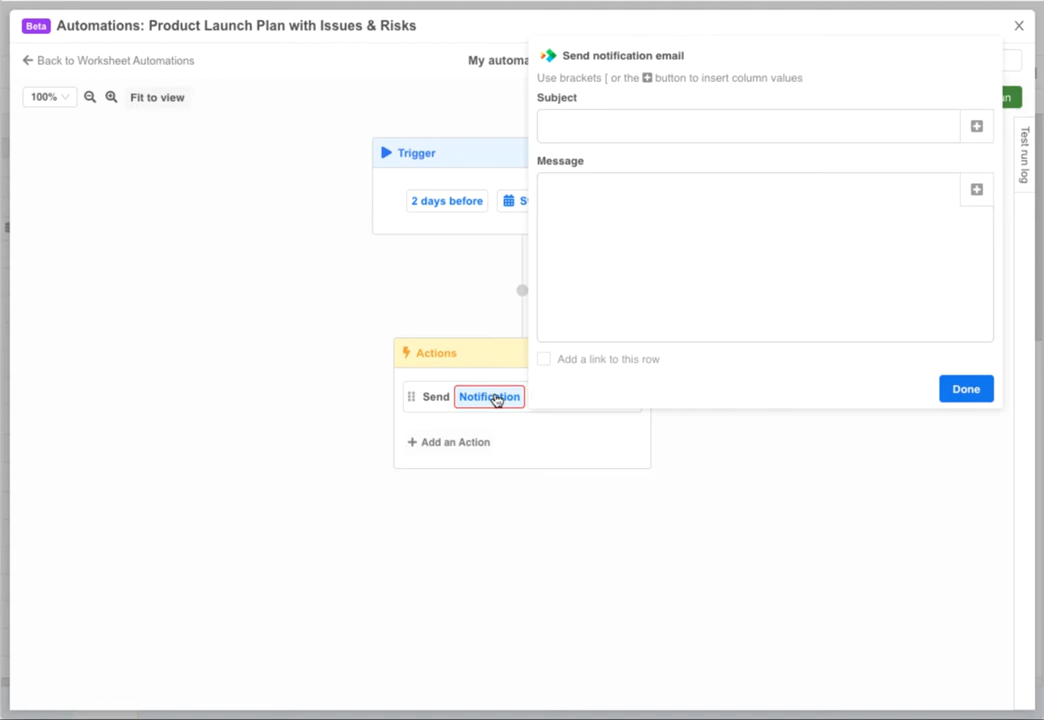 Beta Automations: Product Launch Plan with Issues & Risks
Back to Worksheet Automations
My automa
Send notification email
Use brackets [ or the button to insert column values
100%
Fit to view
Subject
Trigger
Message
Test run log
2 days before
Add a link to this row
Actions
Done
Send Notification
Add an Action